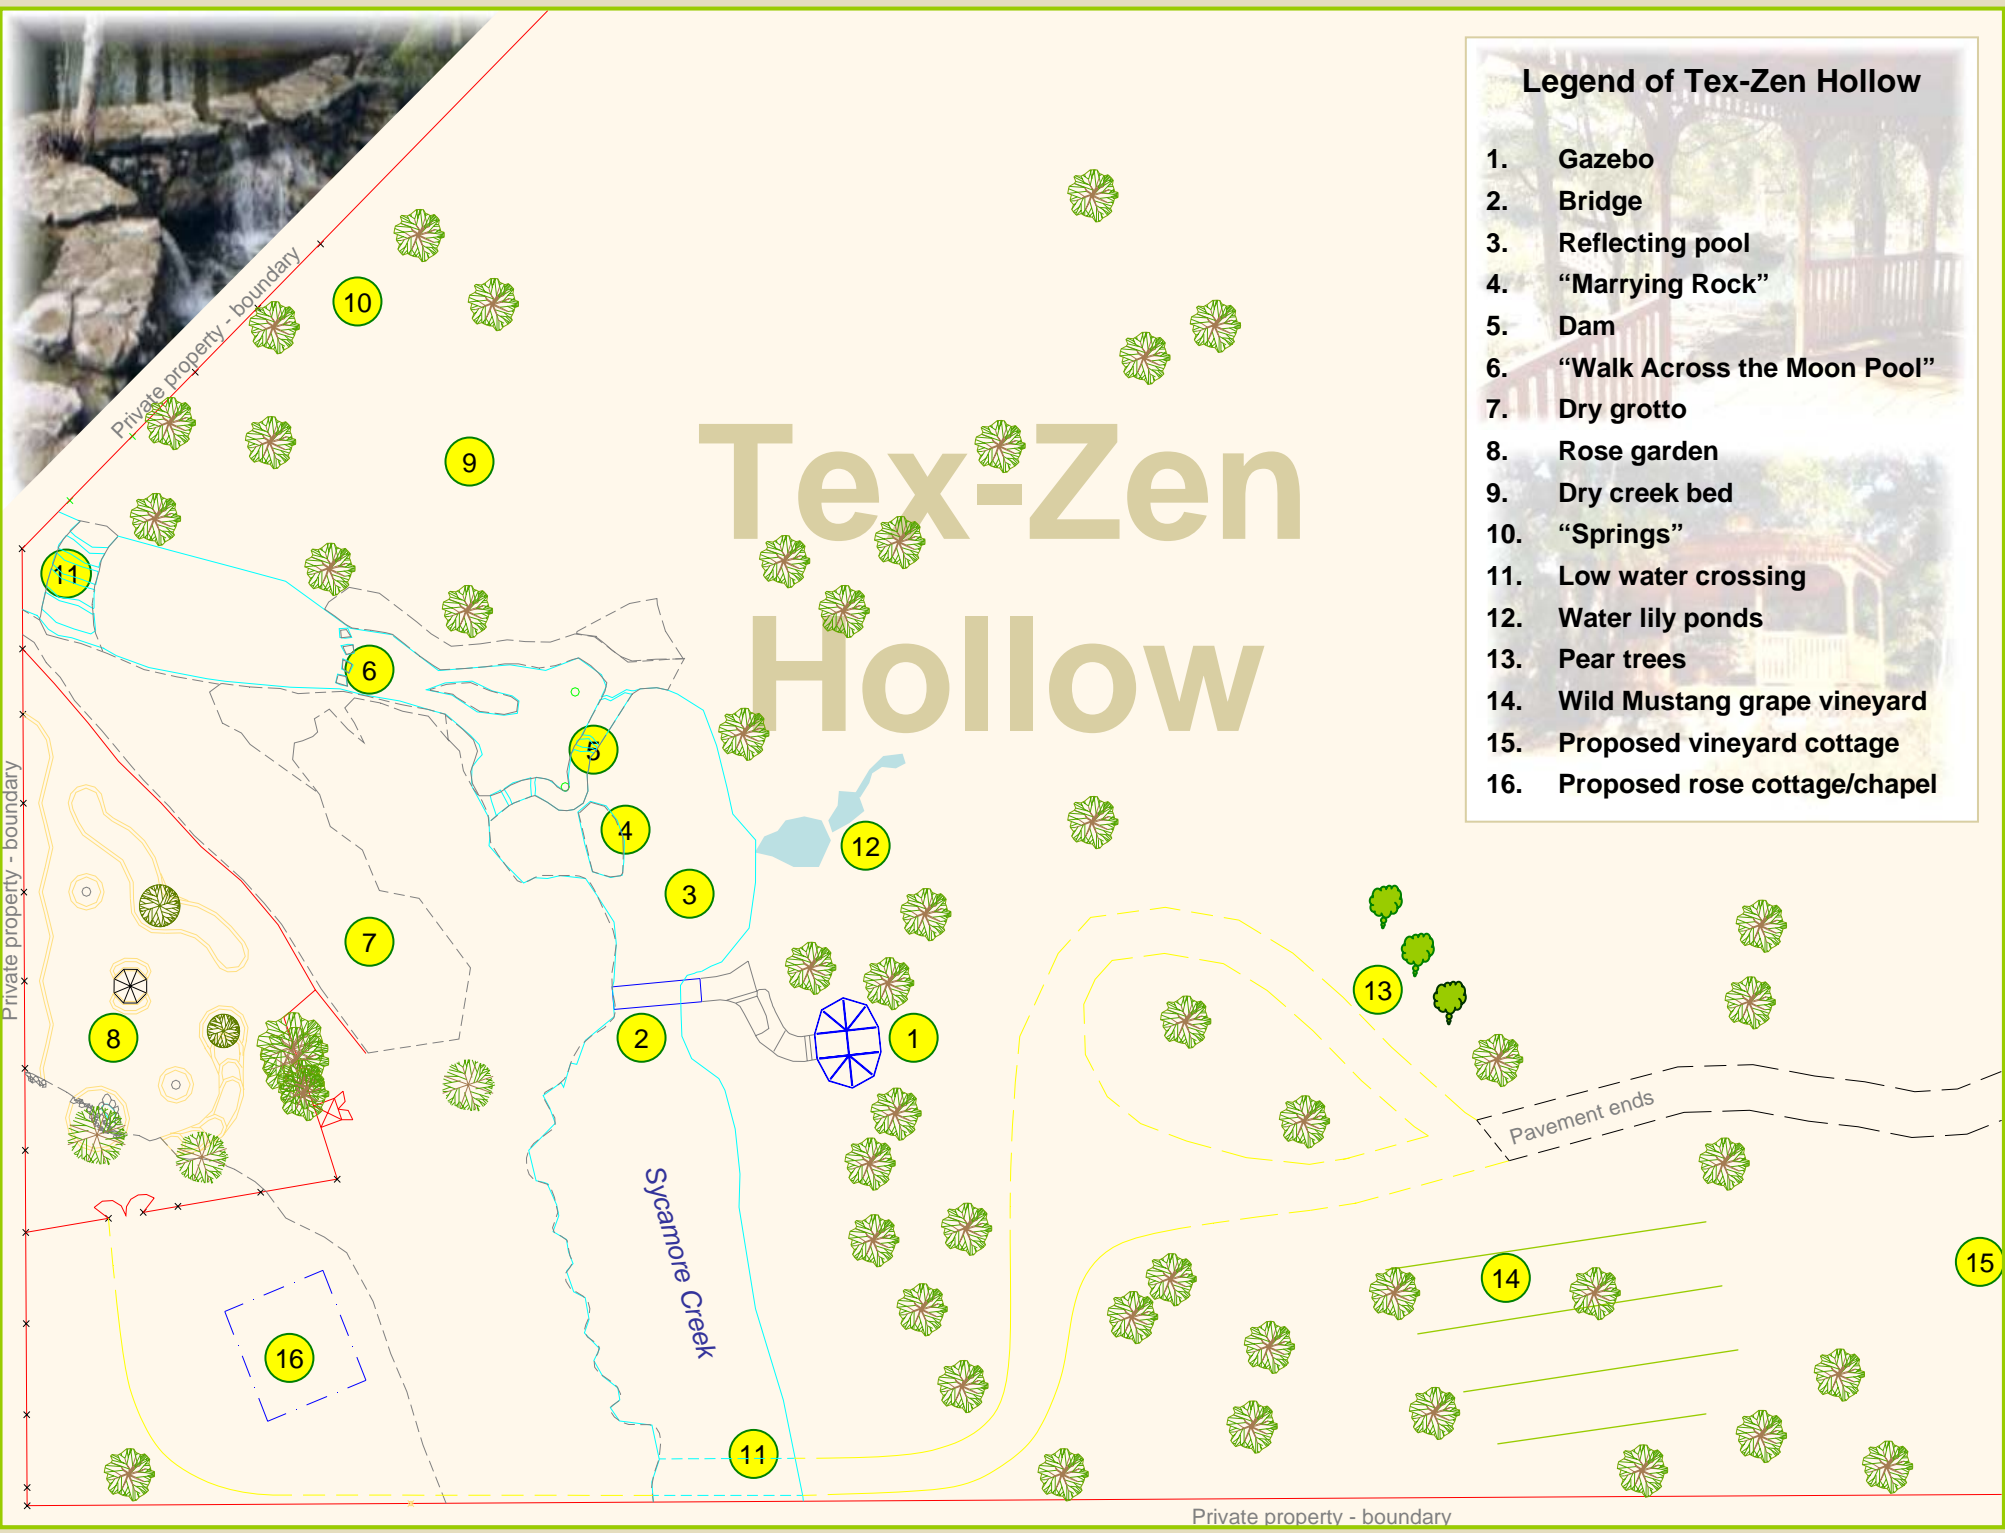 Legend of Tex-Zen Hollow
1. Gazebo
2. Bridge
3. Reflecting pool
4. “Marrying Rock”
5. Dam
6. “Walk Across the Moon Pool”
7. Dry grotto
8. Rose garden
9. Dry creek bed
10. “Springs”
11. Low water crossing
12. Water lily ponds
13. Pear trees
14. Wild Mustang grape vineyard
15. Proposed vineyard cottage
16. Proposed rose cottage/chapel
Private property - boundary
10
9
Tex-Zen
Hollow
11
6
5
4
12
3
7
13
8
2
1
Private property - boundary
Pavement ends
Sycamore Creek
15
14
16
11
Private property - boundary